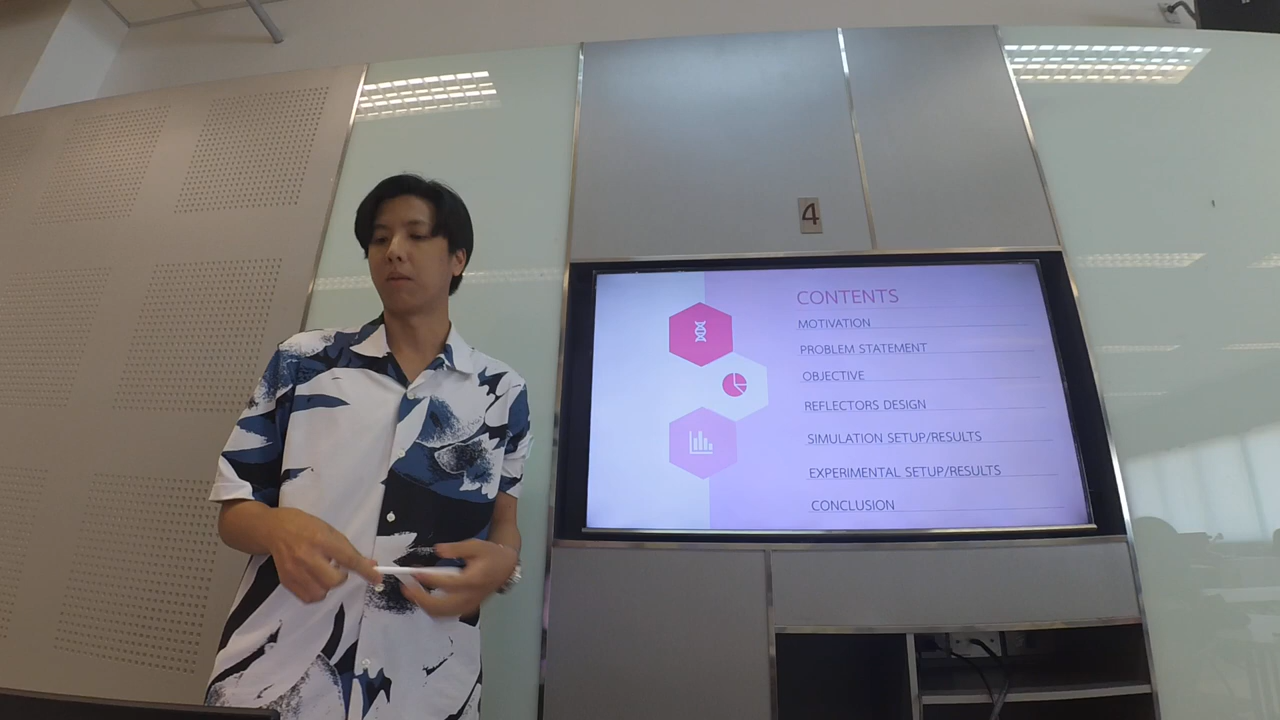 4
CONTENTS
MOTIVATION
PROBLEM STATEMENT
OBJECTIVE
REFLECTORS DESIGN
SIMULATION SETUP/RESULTS
EXPERIMENTAL SETUP/RESULTS
CONCLUSION